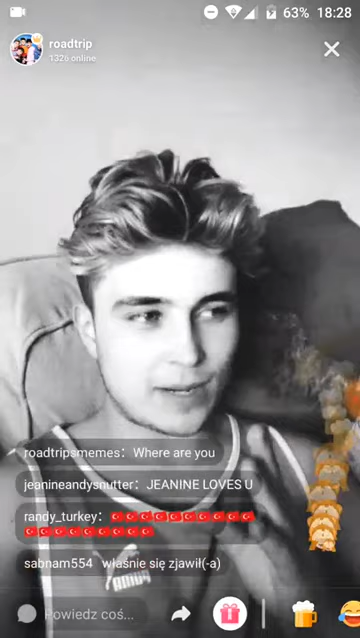 63% 18:28
roadtrip
1326 online
roadtripsmemes: Where are you
jeanineandysnutter: JEANINE LOVES U
randy_turkey: 🇹🇷🇹🇷🇹🇷🇹🇷🇹🇷🇹🇷🇹🇷🇹🇷🇹🇷🇹🇷
🇹🇷🇹🇷🇹🇷🇹🇷🇹🇷🇹🇷🇹🇷🇹🇷🇹🇷
sabnam554 właśnie się zjawił(-a)
Powiedz coś...
PUMA